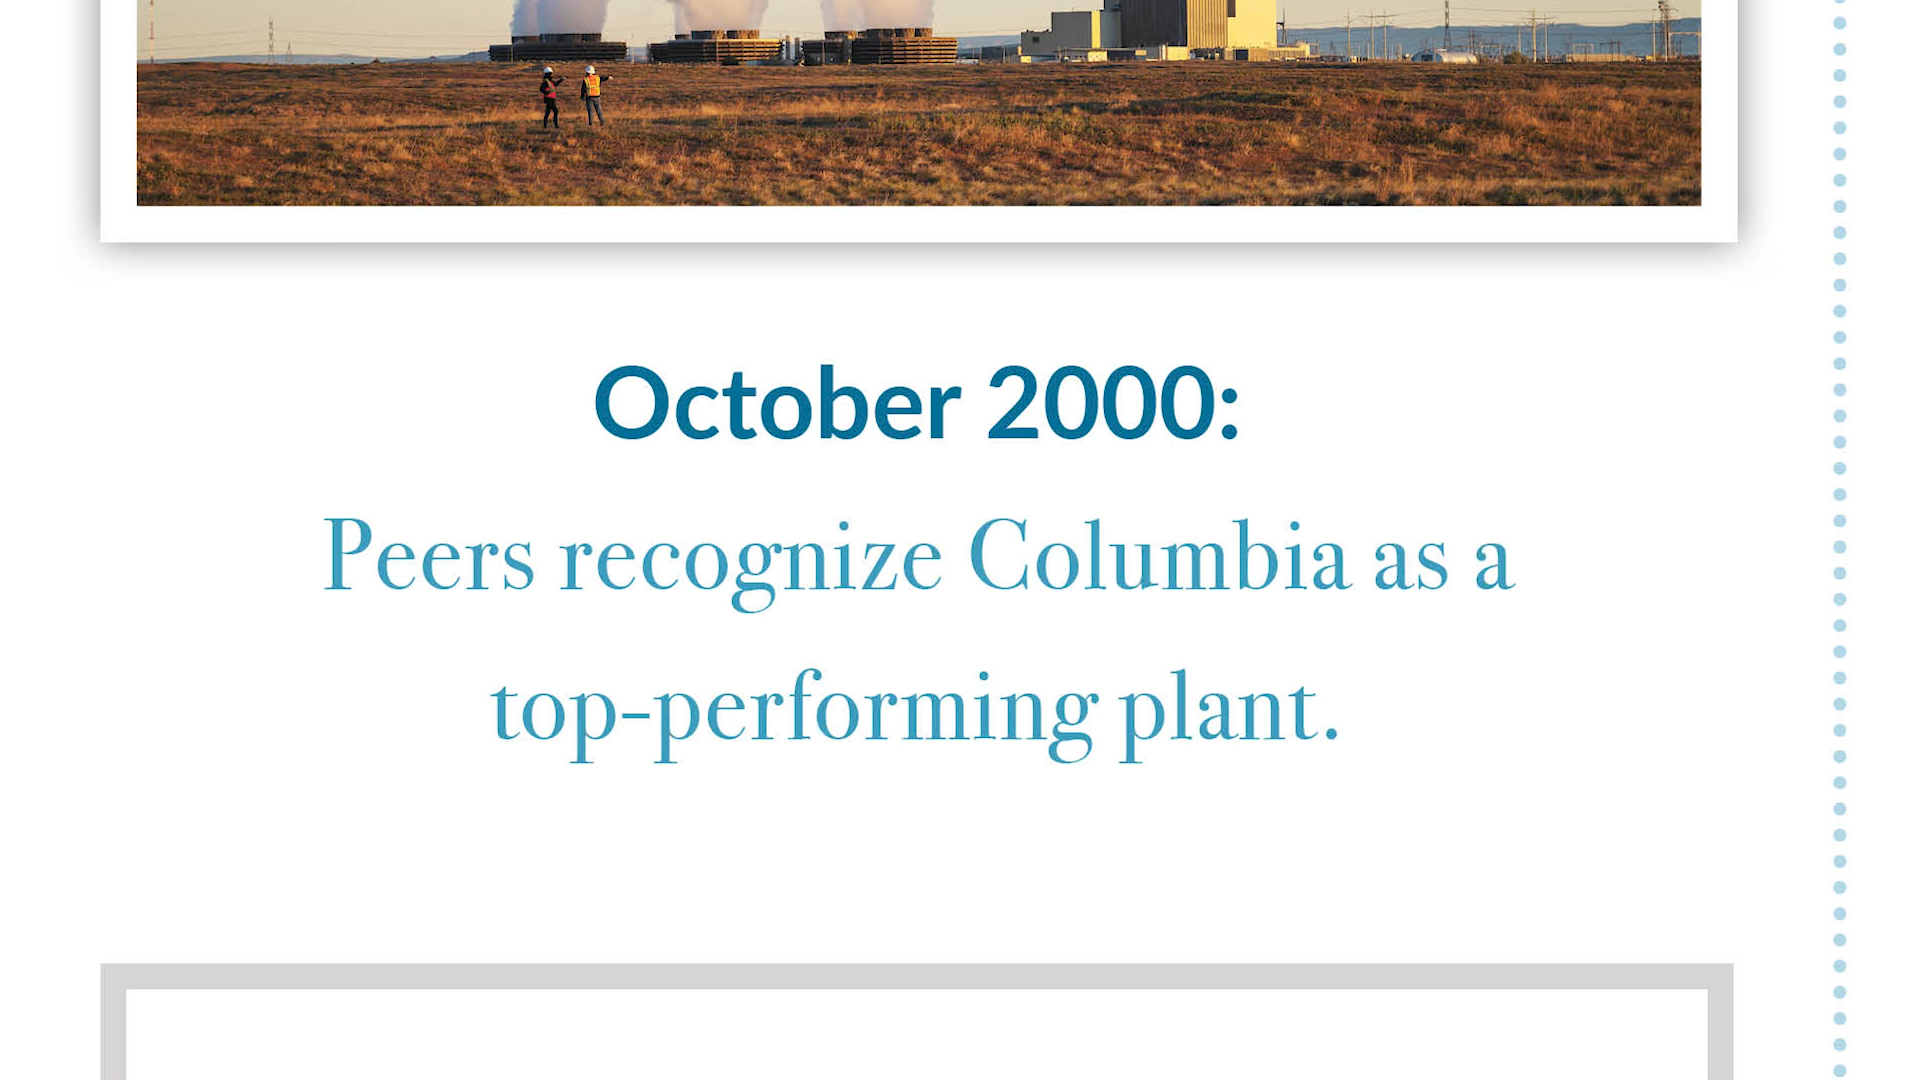 October 2000:
Peers recognize Columbia as a
top-performing plant.